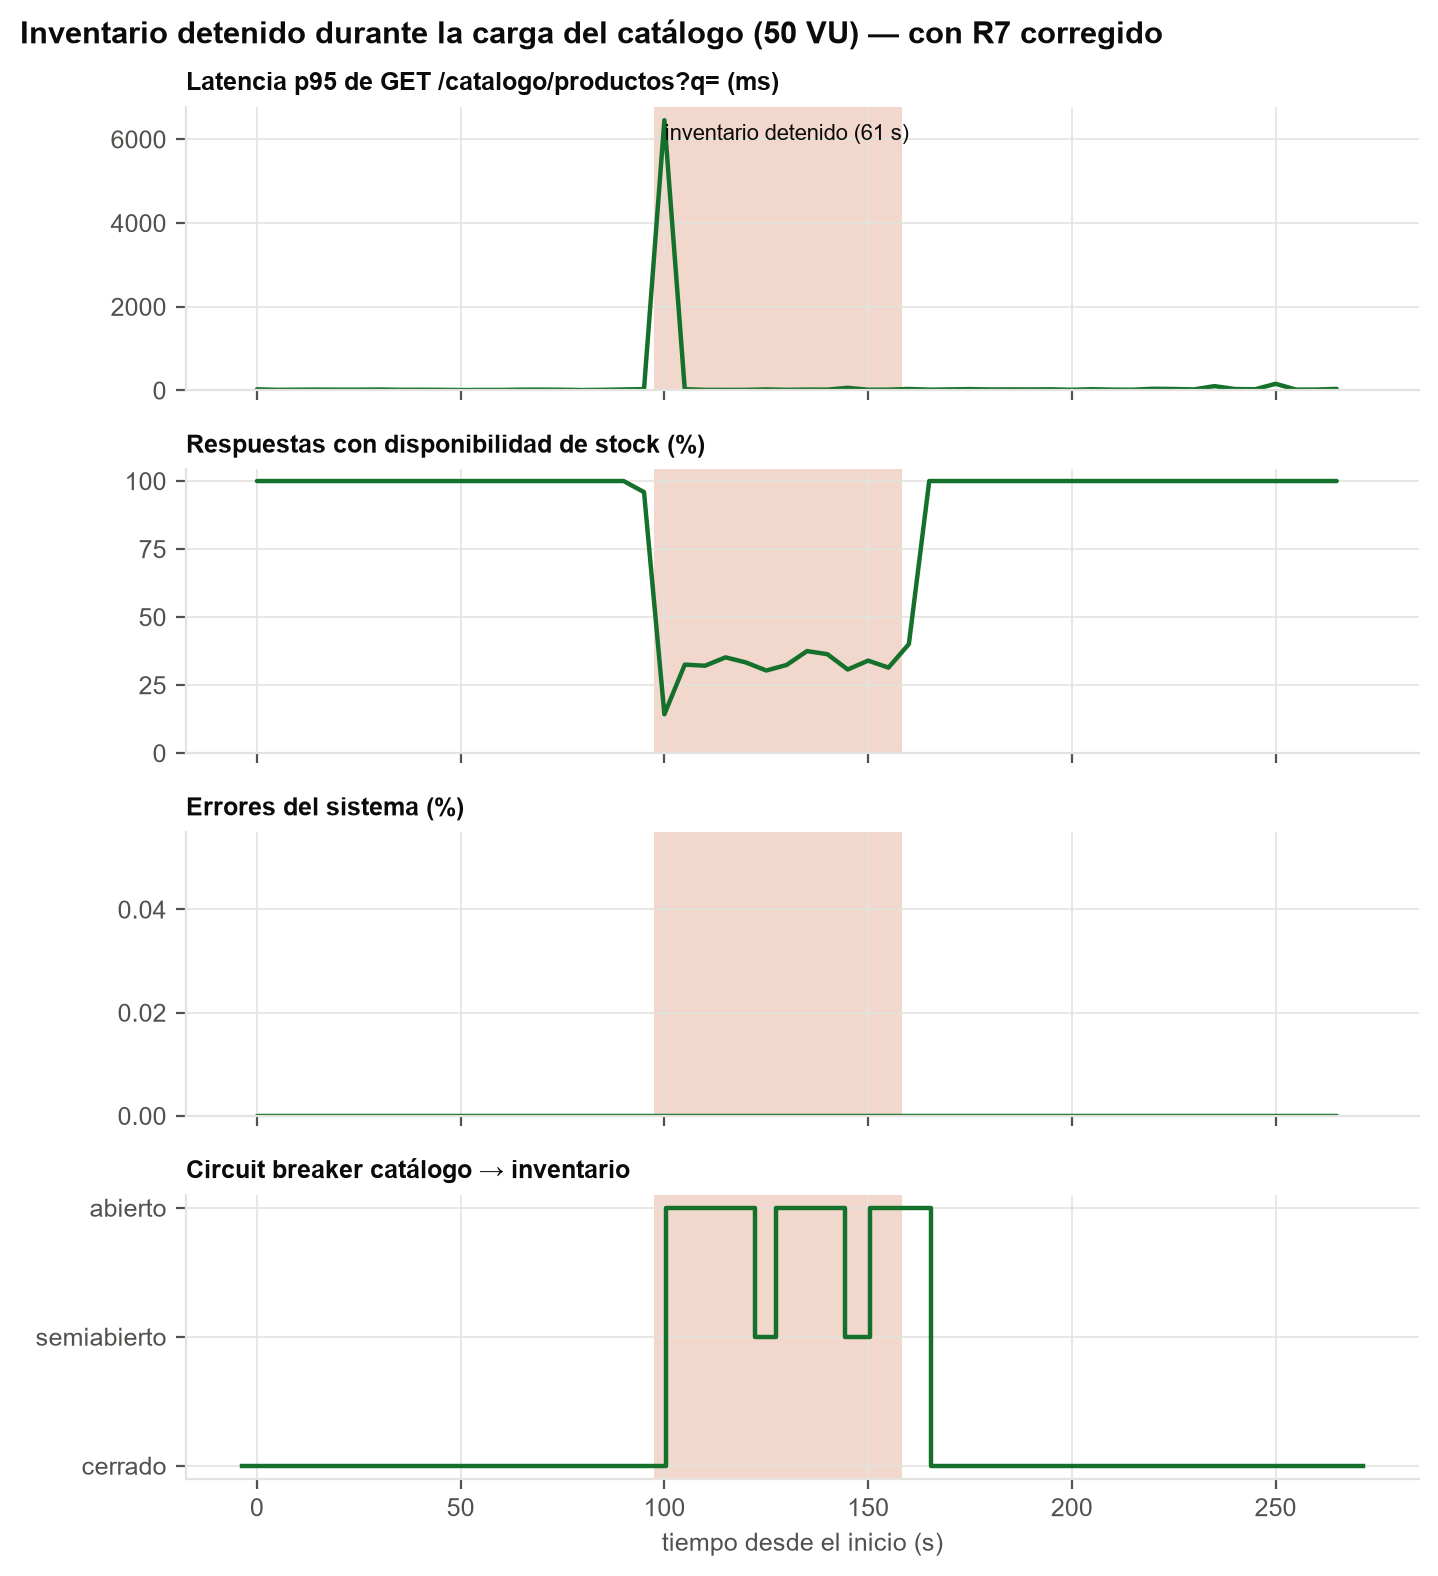 Inventario detenido durante la carga del catálogo (50 VU) — con R7 corregido
Latencia p95 de GET /catalogo/productos?q= (ms)
6000
inventario detenido (61 s)
4000
2000
0
Respuestas con disponibilidad de stock (%)
100
75
50
25
0
Errores del sistema (%)
0.04
0.02
0.00
Circuit breaker catálogo → inventario
abierto
semiabierto
cerrado
0 50 100 150 200 250
tiempo desde el inicio (s)